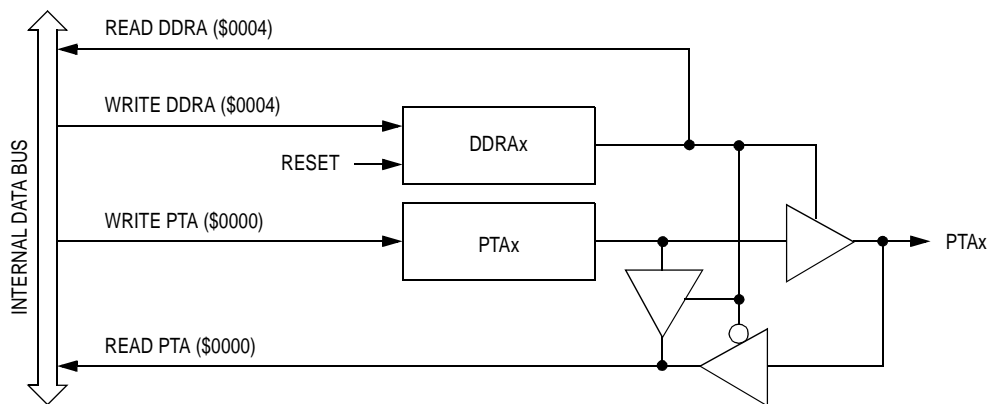 READ DDRA ($0004)
WRITE DDRA ($0004)
DDRAx
RESET
INTERNAL DATA BUS
WRITE PTA ($0000)
PTAx
PTAx
READ PTA ($0000)